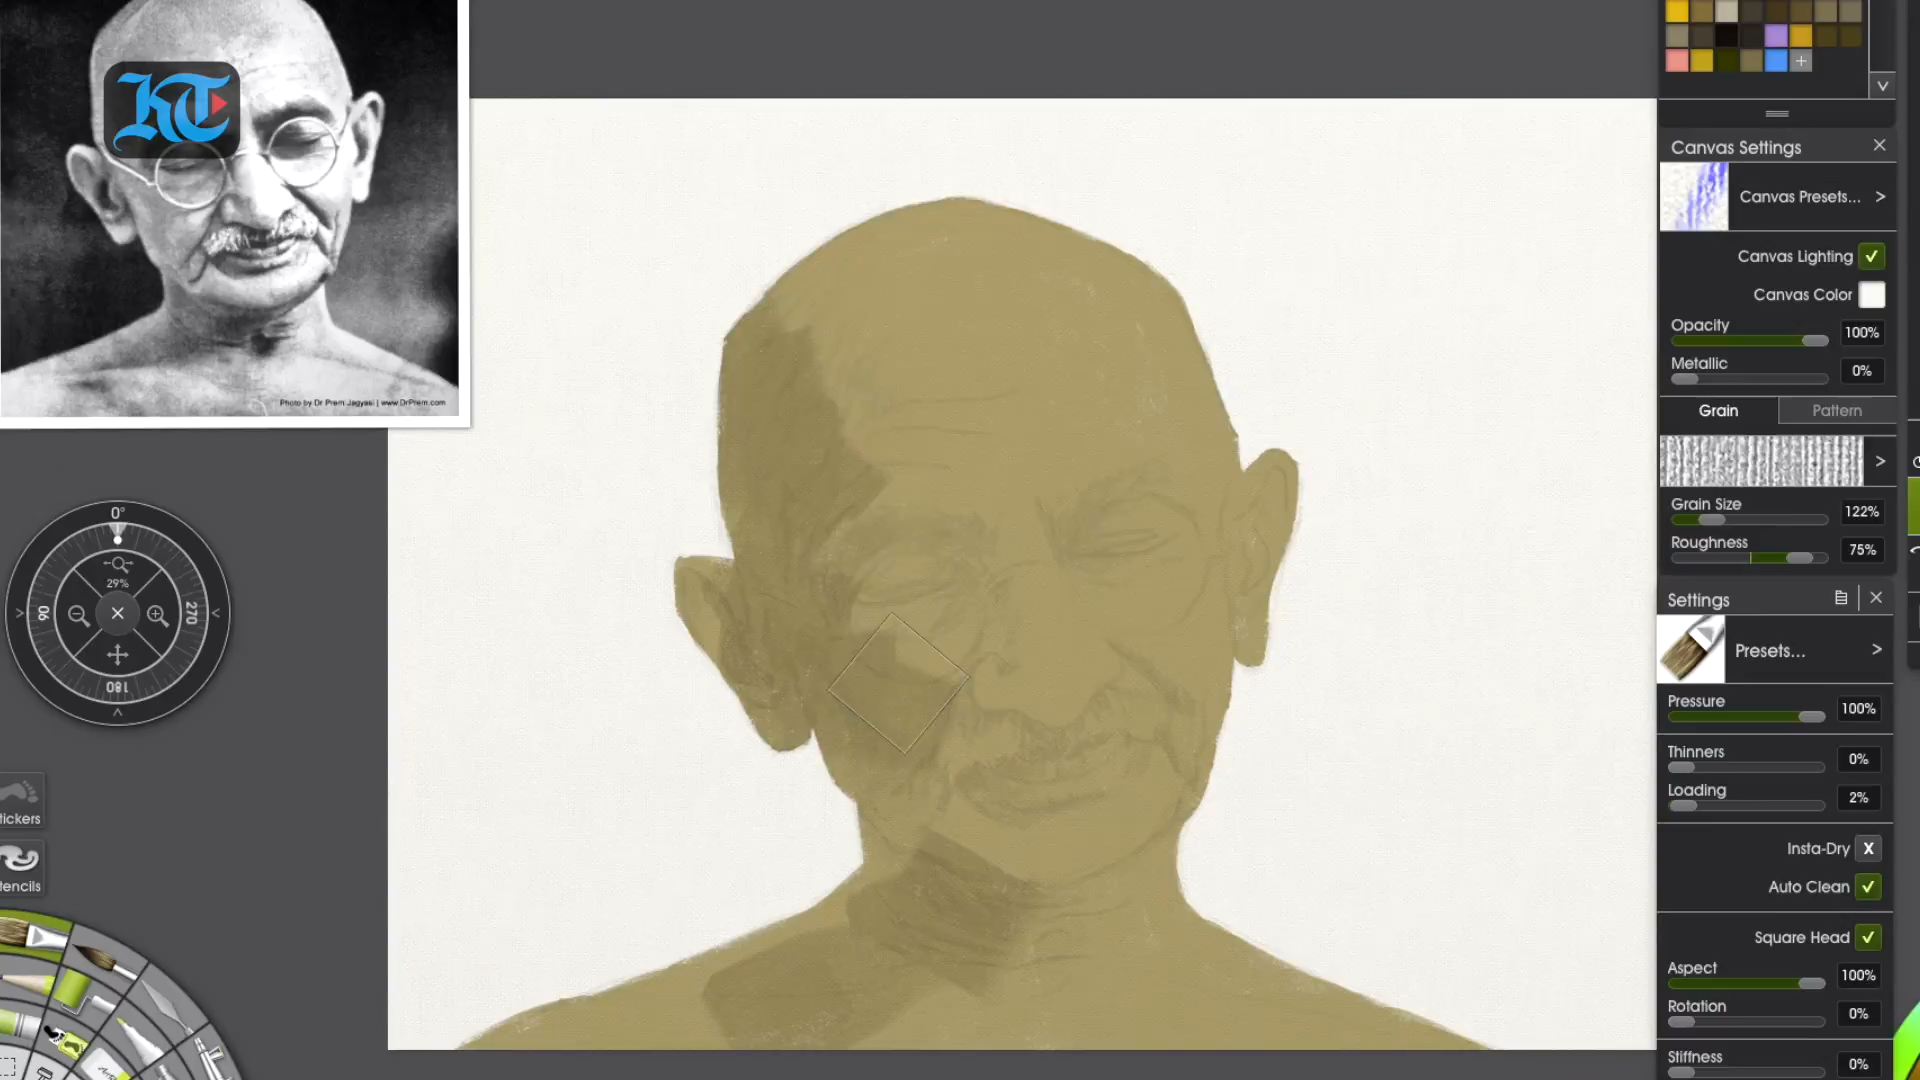 KT
Photo by Dr Prem Jagyasi | www.DrPrem.com
0°
29%
90
270
180
tickers
tencils
Canvas Settings
Canvas Presets... >
Canvas Lighting
Canvas Color
Opacity 100%
Metallic 0%
Grain Pattern
Grain Size 122%
Roughness 75%
Settings
Presets... >
Pressure 100%
Thinners 0%
Loading 2%
Insta-Dry X
Auto Clean
Square Head
Aspect 100%
Rotation 0%
Stiffness 0%